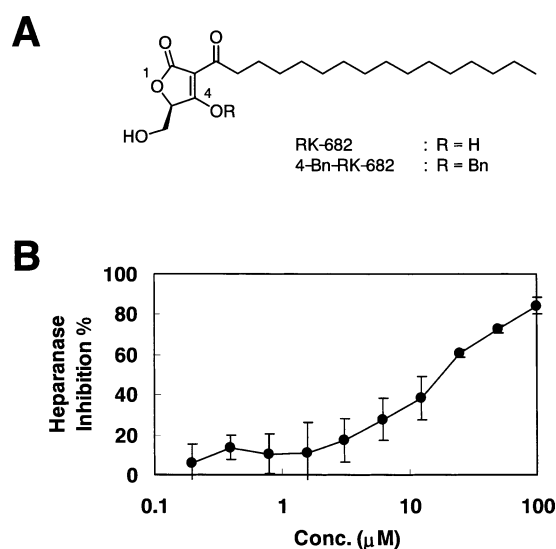 A
O O
1
O 4
OR
HO
RK-682 : R = H
4-Bn-RK-682 : R = Bn
B
100
80
60
40
20
0
Heparanase
Inhibition %
0.1 1 10 100
Conc. (μM)